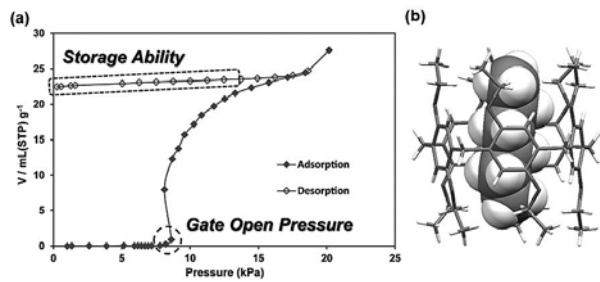 (a)
(b)
30
Storage Ability
25
20
V / mL(STP) g⁻¹
15
Adsorption
10
Desorption
5
Gate Open Pressure
0
0 5 10 15 20 25
Pressure (kPa)